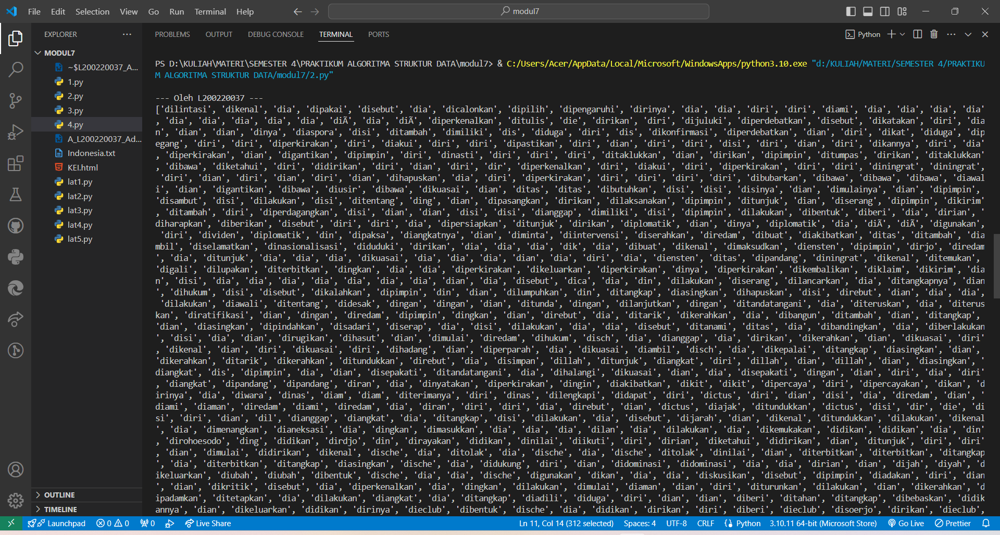 File Edit Selection View Go Run Terminal Help
modul7
EXPLORER
MODUL7
~$L200220037_A...
1.py
2.py
3.py
4.py
A_L200220037_Ad...
Indonesia.txt
KEI.html
lat1.py
lat2.py
lat3.py
lat4.py
lat5.py
OUTLINE
TIMELINE
PROBLEMS OUTPUT DEBUG CONSOLE TERMINAL PORTS
Python
PS D:\KULIAH\MATERI\SEMESTER 4\PRAKTIKUM ALGORITMA STRUKTUR DATA\modul7> & C:/Users/Acer/AppData/Local/Microsoft/WindowsApps/python3.10.exe "d:/KULIAH/MATERI/SEMESTER 4/PRAKTIKU
M ALGORITMA STRUKTUR DATA/modul7/2.py"
--- Oleh L200220037 ---
['dilintasi', 'dikenal', 'dia', 'dipakai', 'disebut', 'dia', 'dicalonkan', 'dipilih', 'dipengaruhi', 'dirinya', 'dia', 'dia', 'diri', 'diri', 'diami', 'dia', 'dia', 'dia', 'dia'
, 'dia', 'dia', 'dia', 'dia', 'dia', 'diÃ', 'dia', 'diÃ', 'diperkenalkan', 'ditulis', 'die', 'dirikan', 'diri', 'dijuluki', 'diperdebatkan', 'disebut', 'dikatakan', 'diri', 'dia
n', 'dian', 'dian', 'dinya', 'diaspora', 'disi', 'ditambah', 'dimiliki', 'dis', 'diduga', 'diri', 'dis', 'dikonfirmasi', 'diperdebatkan', 'dian', 'diri', 'dikat', 'diduga', 'dip
egang', 'diri', 'diri', 'diperkirakan', 'diri', 'diakui', 'diri', 'diri', 'dipastikan', 'diri', 'dian', 'diri', 'diri', 'disi', 'diri', 'dian', 'diri', 'dikannya', 'diri', 'dia'
, 'diperkirakan', 'dian', 'digantikan', 'dipimpin', 'diri', 'dinasti', 'diri', 'diri', 'diri', 'ditaklukkan', 'dian', 'dirikan', 'dipimpin', 'ditumpas', 'dirikan', 'ditaklukkan'
, 'dibawa', 'diketahui', 'diri', 'didirikan', 'diri', 'dian', 'diri', 'dir', 'diperkenalkan', 'diri', 'diakui', 'diri', 'diperkirakan', 'diri', 'diri', 'diningrat', 'diningrat',
'diri', 'dian', 'diri', 'dian', 'diri', 'dian', 'dihapuskan', 'dia', 'diri', 'diperkirakan', 'diri', 'diri', 'diri', 'diri', 'dibubarkan', 'dibawa', 'dibawa', 'dibawa', 'diawal
i', 'dian', 'digantikan', 'dibawa', 'diusir', 'dibawa', 'dikuasai', 'dian', 'ditas', 'ditas', 'dibutuhkan', 'disi', 'disi', 'disinya', 'dian', 'dimulainya', 'dian', 'dipimpin',
'disambut', 'disi', 'dilakukan', 'disi', 'ditentang', 'ding', 'dian', 'dipasangkan', 'dirikan', 'dilaksanakan', 'dipimpin', 'ditunjuk', 'dian', 'diserang', 'dipimpin', 'dikirim'
, 'ditambah', 'diri', 'diperdagangkan', 'disi', 'dian', 'dian', 'disi', 'disi', 'dianggap', 'dimiliki', 'disi', 'dipimpin', 'dilakukan', 'dibentuk', 'diberi', 'dia', 'dirian', '
diharapkan', 'diberikan', 'disebut', 'diri', 'diri', 'dia', 'dipersiapkan', 'ditunjuk', 'dirikan', 'diplomatik', 'dian', 'dinya', 'diplomatik', 'dia', 'diÃ', 'diÃ', 'digunakan',
'diri', 'dividen', 'diplomatik', 'din', 'dipaksa', 'diangkatnya', 'dian', 'diminta', 'diintervensi', 'diserahkan', 'diredam', 'dibuat', 'diakibatkan', 'ditas', 'ditambah', 'dia
mbil', 'diselamatkan', 'dinasionalisasi', 'diduduki', 'dirikan', 'dia', 'dia', 'dia', 'dik', 'dia', 'dibuat', 'dikenal', 'dimaksudkan', 'diensten', 'dipimpin', 'dirjo', 'diredam
', 'dia', 'ditunjuk', 'dia', 'dia', 'dia', 'dikuasai', 'dia', 'dia', 'dia', 'dian', 'dia', 'diri', 'dia', 'diensten', 'ditas', 'dipandang', 'diningrat', 'dikenal', 'ditemukan',
'digali', 'dilupakan', 'diterbitkan', 'dingkan', 'dia', 'dia', 'diperkirakan', 'dikeluarkan', 'diperkirakan', 'dinya', 'diperkirakan', 'dikembalikan', 'diklaim', 'dikirim', 'dia
n', 'disi', 'dia', 'dia', 'dia', 'dia', 'dia', 'dia', 'dia', 'dian', 'dia', 'disebut', 'dica', 'dia', 'din', 'dilakukan', 'diserang', 'dilancarkan', 'dia', 'ditangkapnya', 'dian
', 'dihukum', 'disi', 'disebut', 'dikalahkan', 'dipimpin', 'din', 'dian', 'dilumpuhkan', 'din', 'ditangkap', 'diasingkan', 'dihapuskan', 'disi', 'direbut', 'dian', 'dia', 'dia',
'dilakukan', 'diawali', 'ditentang', 'didesak', 'dingan', 'dingan', 'dian', 'ditunda', 'dingan', 'dilanjutkan', 'dingan', 'ditandatangani', 'dia', 'diteruskan', 'dia', 'diterus
kan', 'diratifikasi', 'dian', 'dingan', 'diredam', 'dipimpin', 'dingkan', 'dian', 'direbut', 'dia', 'ditarik', 'dikerahkan', 'dia', 'dibangun', 'ditambah', 'dian', 'ditangkap',
'dian', 'diasingkan', 'dipindahkan', 'disadari', 'diserap', 'dia', 'disi', 'dilakukan', 'dia', 'dia', 'disebut', 'ditanami', 'ditas', 'dia', 'dibandingkan', 'dia', 'diberlakukan
', 'disi', 'dia', 'dian', 'dirugikan', 'dihasut', 'dian', 'dimulai', 'diredam', 'dihukum', 'disch', 'dia', 'dianggap', 'dia', 'dirikan', 'dikerahkan', 'dian', 'dikuasai', 'diri'
, 'dikenal', 'dian', 'diri', 'dikuasai', 'diri', 'dihadang', 'dian', 'diperparah', 'dia', 'dikuasai', 'diambil', 'disch', 'dia', 'dikepalai', 'ditangkap', 'diasingkan', 'dian',
'dikerahkan', 'ditarik', 'dikerahkan', 'ditundukkan', 'direbut', 'dia', 'disimpan', 'dillah', 'ditunjuk', 'diangkat', 'diri', 'dillah', 'dian', 'dillah', 'dian', 'diasingkan', '
diangkat', 'dis', 'dipimpin', 'dia', 'dian', 'disepakati', 'ditandatangani', 'dia', 'dihalangi', 'dikuasai', 'dian', 'dia', 'disepakati', 'dingan', 'dian', 'diri', 'dia', 'diri'
, 'diangkat', 'dipandang', 'dipandang', 'diran', 'dia', 'dinyatakan', 'diperkirakan', 'dingin', 'diakibatkan', 'dikit', 'dikit', 'dipercaya', 'diri', 'dipercayakan', 'dikan', 'd
irinya', 'dia', 'diwara', 'dinas', 'diam', 'diam', 'diterimanya', 'diri', 'dinas', 'dilengkapi', 'didapat', 'diri', 'dictus', 'diri', 'dian', 'disi', 'dia', 'diredam', 'dian', '
diami', 'diaman', 'diredam', 'diami', 'diredam', 'dia', 'diran', 'diri', 'diri', 'dia', 'direbut', 'dian', 'dictus', 'diajak', 'ditundukkan', 'dictus', 'disi', 'dir', 'die', 'di
si', 'diri', 'dian', 'dil', 'dianggap', 'diangkat', 'dia', 'ditangkap', 'disi', 'dilakukan', 'dia', 'disebut', 'dijarah', 'dian', 'dikenal', 'ditundukkan', 'dilakukan', 'dikenal
', 'dia', 'dimenangkan', 'dianeksasi', 'dia', 'dingkan', 'dimasukkan', 'dia', 'dia', 'dia', 'dilan', 'dia', 'dilakukan', 'dia', 'dikemukakan', 'didikan', 'didikan', 'dia', 'din'
, 'dirohoesodo', 'ding', 'didikan', 'dirdjo', 'din', 'dirayakan', 'didikan', 'dinilai', 'diikuti', 'diri', 'dirian', 'diketahui', 'didirikan', 'dian', 'ditunjuk', 'diri', 'diri'
, 'dian', 'dimulai', 'didirikan', 'dikenal', 'dische', 'dia', 'ditolak', 'dia', 'dische', 'dia', 'dische', 'ditolak', 'dinilai', 'dian', 'diterbitkan', 'diterbitkan', 'ditangkap
', 'dia', 'diterbitkan', 'ditangkap', 'diasingkan', 'dische', 'dia', 'didukung', 'diri', 'dian', 'didominasi', 'didominasi', 'dia', 'dia', 'dirian', 'dian', 'dijah', 'diyah', 'd
ikeluarkan', 'diubah', 'diubah', 'dibentuk', 'dische', 'dia', 'dia', 'dische', 'digunakan', 'dikan', 'dia', 'dia', 'diskusikan', 'disebut', 'dipimpin', 'diadakan', 'diri', 'dian
', 'dian', 'dikritik', 'disebut', 'dia', 'diperkenalkan', 'dia', 'dingkan', 'dilakukan', 'dimulai', 'diaman', 'dian', 'diri', 'diturunkan', 'dilakukan', 'dian', 'dikerahkan', 'd
ipadamkan', 'ditetapkan', 'dia', 'dilakukan', 'diangkat', 'dia', 'ditangkap', 'diadili', 'diduga', 'diri', 'dian', 'dian', 'diberi', 'ditahan', 'ditangkap', 'dibebaskan', 'didik
annya', 'dian', 'dikeluarkan', 'didikan', 'dirinya', 'dieclub', 'dibentuk', 'dische', 'dia', 'didikan', 'dirikan', 'diri', 'diberi', 'dieclub', 'disoerjo', 'dirikan', 'dieclub',
Launchpad 0 0 0 Live Share Ln 11, Col 14 (312 selected) Spaces: 4 UTF-8 CRLF Python 3.10.11 64-bit (Microsoft Store) Go Live Prettier